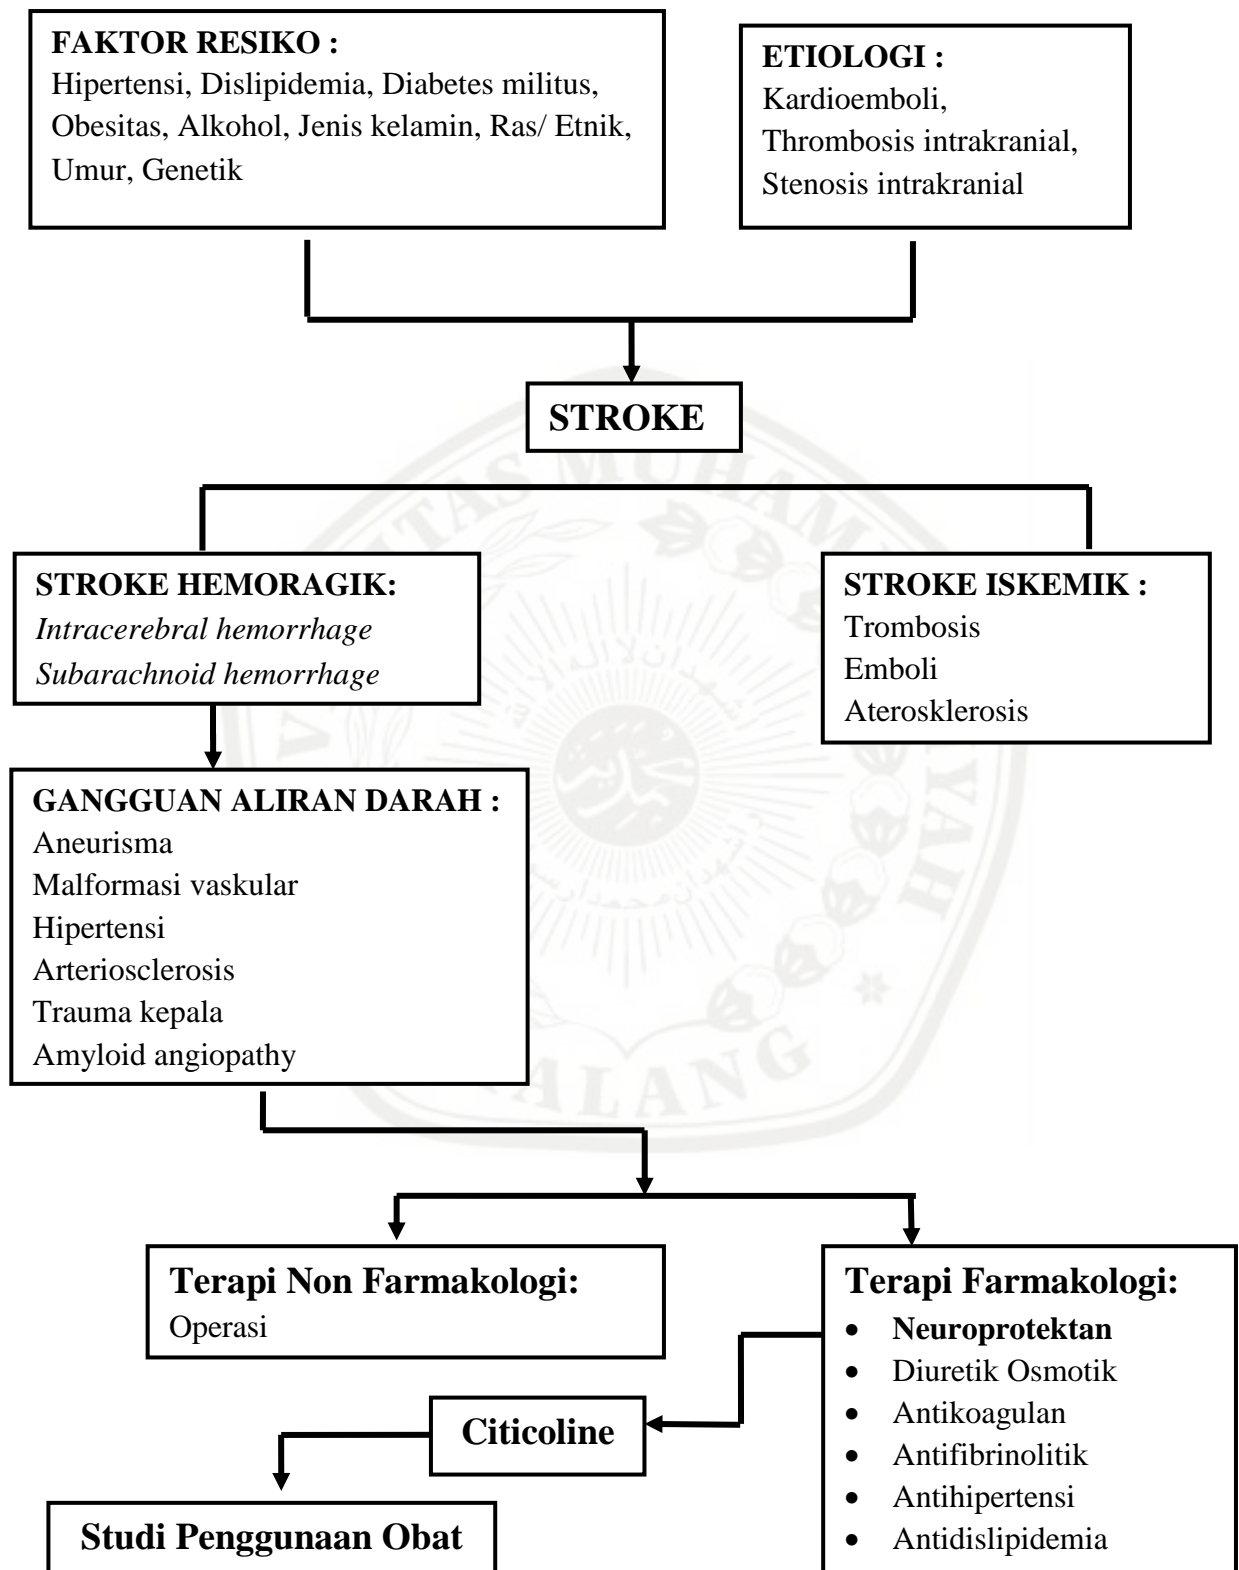 FAKTOR RESIKO :
Hipertensi, Dislipidemia, Diabetes militus,
Obesitas, Alkohol, Jenis kelamin, Ras/ Etnik,
Umur, Genetik
ETIOLOGI :
Kardioemboli,
Thrombosis intrakranial,
Stenosis intrakranial
STROKE
STROKE HEMORAGIK:
Intracerebral hemorrhage
Subarachnoid hemorrhage
STROKE ISKEMIK :
Trombosis
Emboli
Aterosklerosis
GANGGUAN ALIRAN DARAH :
Aneurisma
Malformasi vaskular
Hipertensi
Arteriosclerosis
Trauma kepala
Amyloid angiopathy
Terapi Non Farmakologi:
Operasi
Terapi Farmakologi:
• Neuroprotektan
• Diuretik Osmotik
• Antikoagulan
• Antifibrinolitik
• Antihipertensi
• Antidislipidemia
Citicoline
Studi Penggunaan Obat
MALANG